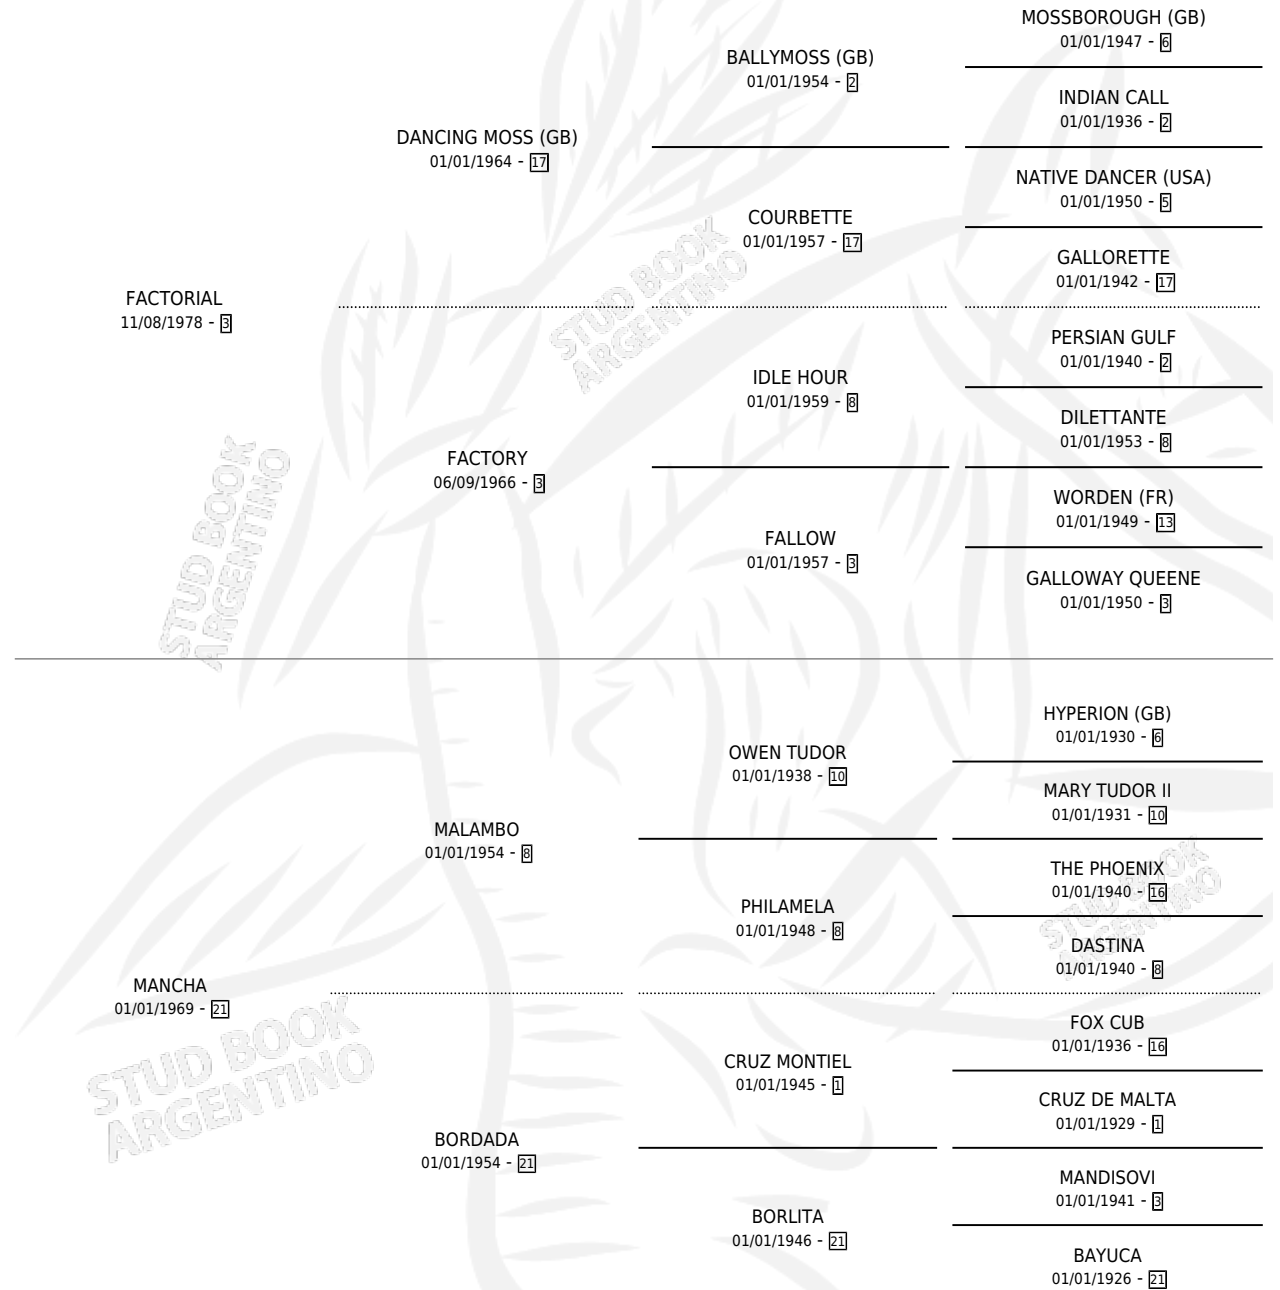 MOSSBOROUGH (GB)
01/01/1947 - 6
BALLYMOSS (GB)
01/01/1954 - 2
INDIAN CALL
01/01/1936 - 2
DANCING MOSS (GB)
01/01/1964 - 17
NATIVE DANCER (USA)
01/01/1950 - 5
COURBETTE
01/01/1957 - 17
GALLORETTE
01/01/1942 - 17
FACTORIAL
11/08/1978 - 3
STUD BOOK
ARGENTINO
PERSIAN GULF
01/01/1940 - 2
IDLE HOUR
01/01/1959 - 8
DILETTANTE
01/01/1953 - 8
FACTORY
06/09/1966 - 3
WORDEN (FR)
01/01/1949 - 13
FALLOW
01/01/1957 - 3
GALLOWAY QUEENE
01/01/1950 - 3
STUD BOOK
ARGENTINO
HYPERION (GB)
01/01/1930 - 6
OWEN TUDOR
01/01/1938 - 10
MARY TUDOR II
01/01/1931 - 10
MALAMBO
01/01/1954 - 8
THE PHOENIX
01/01/1940 - 16
PHILAMELA
01/01/1948 - 8
DASTINA
01/01/1940 - 8
STUD BOOK
ARGENTINO
MANCHA
01/01/1969 - 21
FOX CUB
01/01/1936 - 16
CRUZ MONTIEL
01/01/1945 - 1
CRUZ DE MALTA
01/01/1929 - 1
STUD BOOK
ARGENTINO
BORDADA
01/01/1954 - 21
MANDISOVI
01/01/1941 - 3
BORLITA
01/01/1946 - 21
BAYUCA
01/01/1926 - 21